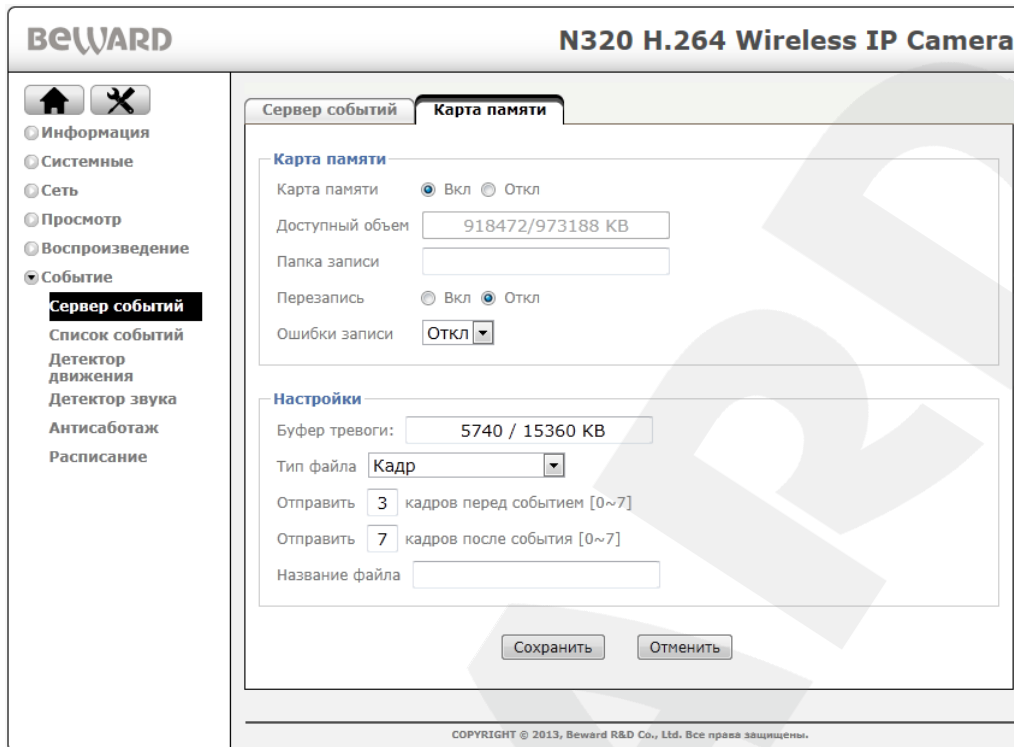 BEWARD
N320 H.264 Wireless IP Camera
Информация
Системные
Сеть
Просмотр
Воспроизведение
Событие
Сервер событий
Список событий
Детектор
движения
Детектор звука
Антисаботаж
Расписание
Сервер событий Карта памяти
Карта памяти
Карта памяти Вкл Откл
Доступный объем 918472/973188 KB
Папка записи
Перезапись Вкл Откл
Ошибки записи Откл
Настройки
Буфер тревоги: 5740 / 15360 KB
Тип файла Кадр
Отправить 3 кадров перед событием [0~7]
Отправить 7 кадров после события [0~7]
Название файла
Сохранить Отменить
COPYRIGHT © 2013, Beward R&D Co., Ltd. Все права защищены.